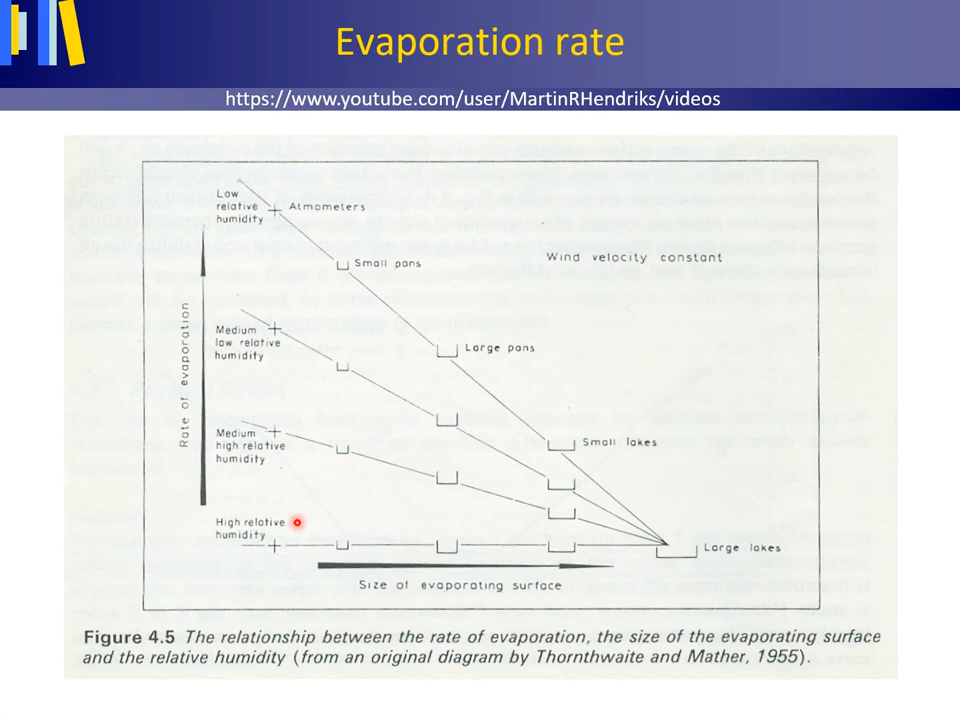 Evaporation rate
https://www.youtube.com/user/MartinRHendriks/videos
Low
relative
humidity
Atmometers
Small pans
Wind velocity constant
Rate of evaporation
Medium
low relative
humidity
Large pans
Medium
high relative
humidity
Small lakes
High relative
humidity
Large lakes
Size of evaporating surface
Figure 4.5 The relationship between the rate of evaporation, the size of the evaporating surface
and the relative humidity (from an original diagram by Thornthwaite and Mather, 1955).